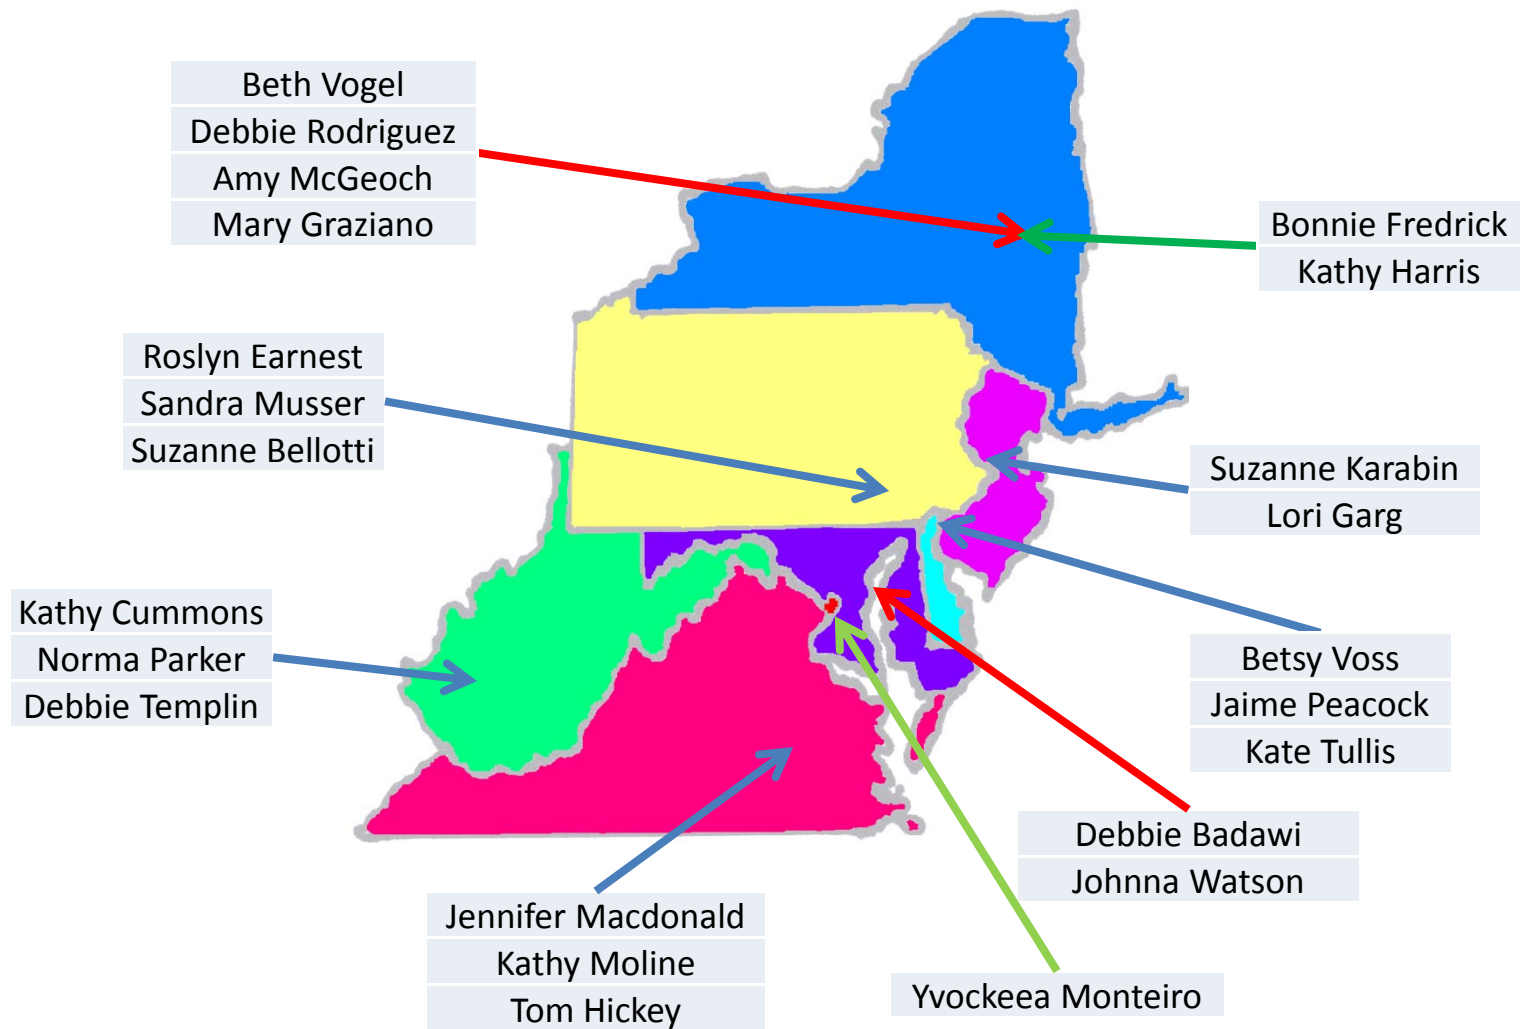 Beth Vogel
Debbie Rodriguez
Amy McGeoch
Mary Graziano
Bonnie Fredrick
Kathy Harris
Roslyn Earnest
Sandra Musser
Suzanne Bellotti
Suzanne Karabin
Lori Garg
Kathy Cummons
Norma Parker
Debbie Templin
Betsy Voss
Jaime Peacock
Kate Tullis
Debbie Badawi
Johnna Watson
Jennifer Macdonald
Kathy Moline
Tom Hickey
Yvockeea Monteiro